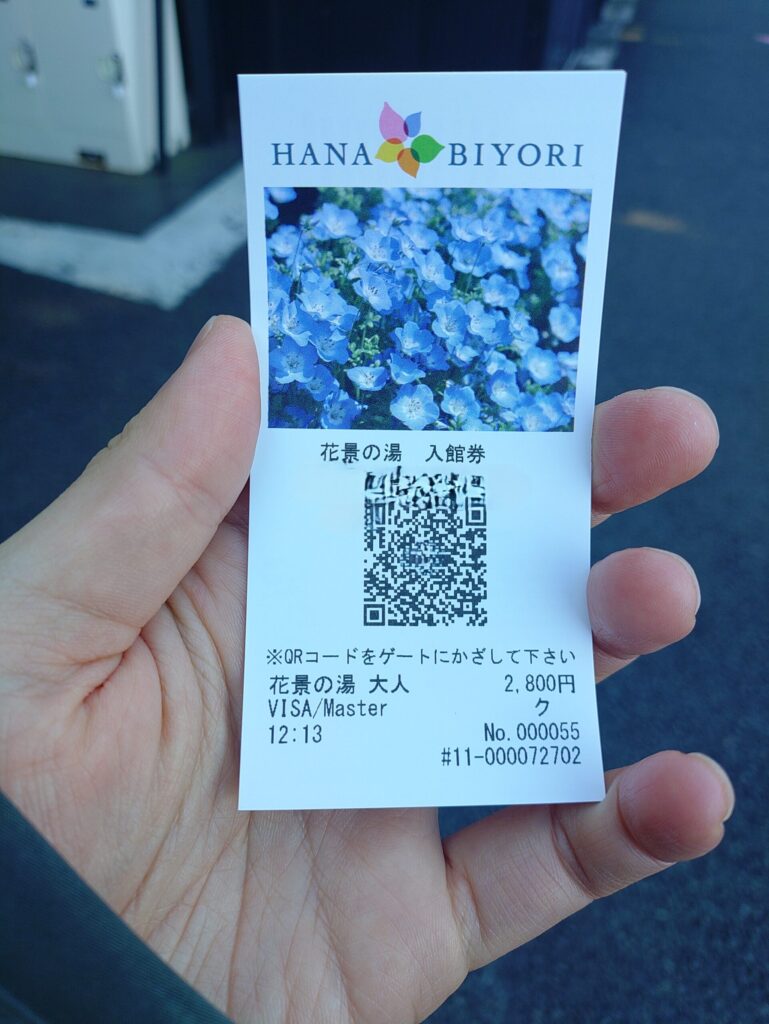 HANA BIYORI
花景の湯 入館券
※QRコードをゲートにかざして下さい
花景の湯 大人 2,800円
VISA/Master ク
12:13 No.000055
#11-000072702